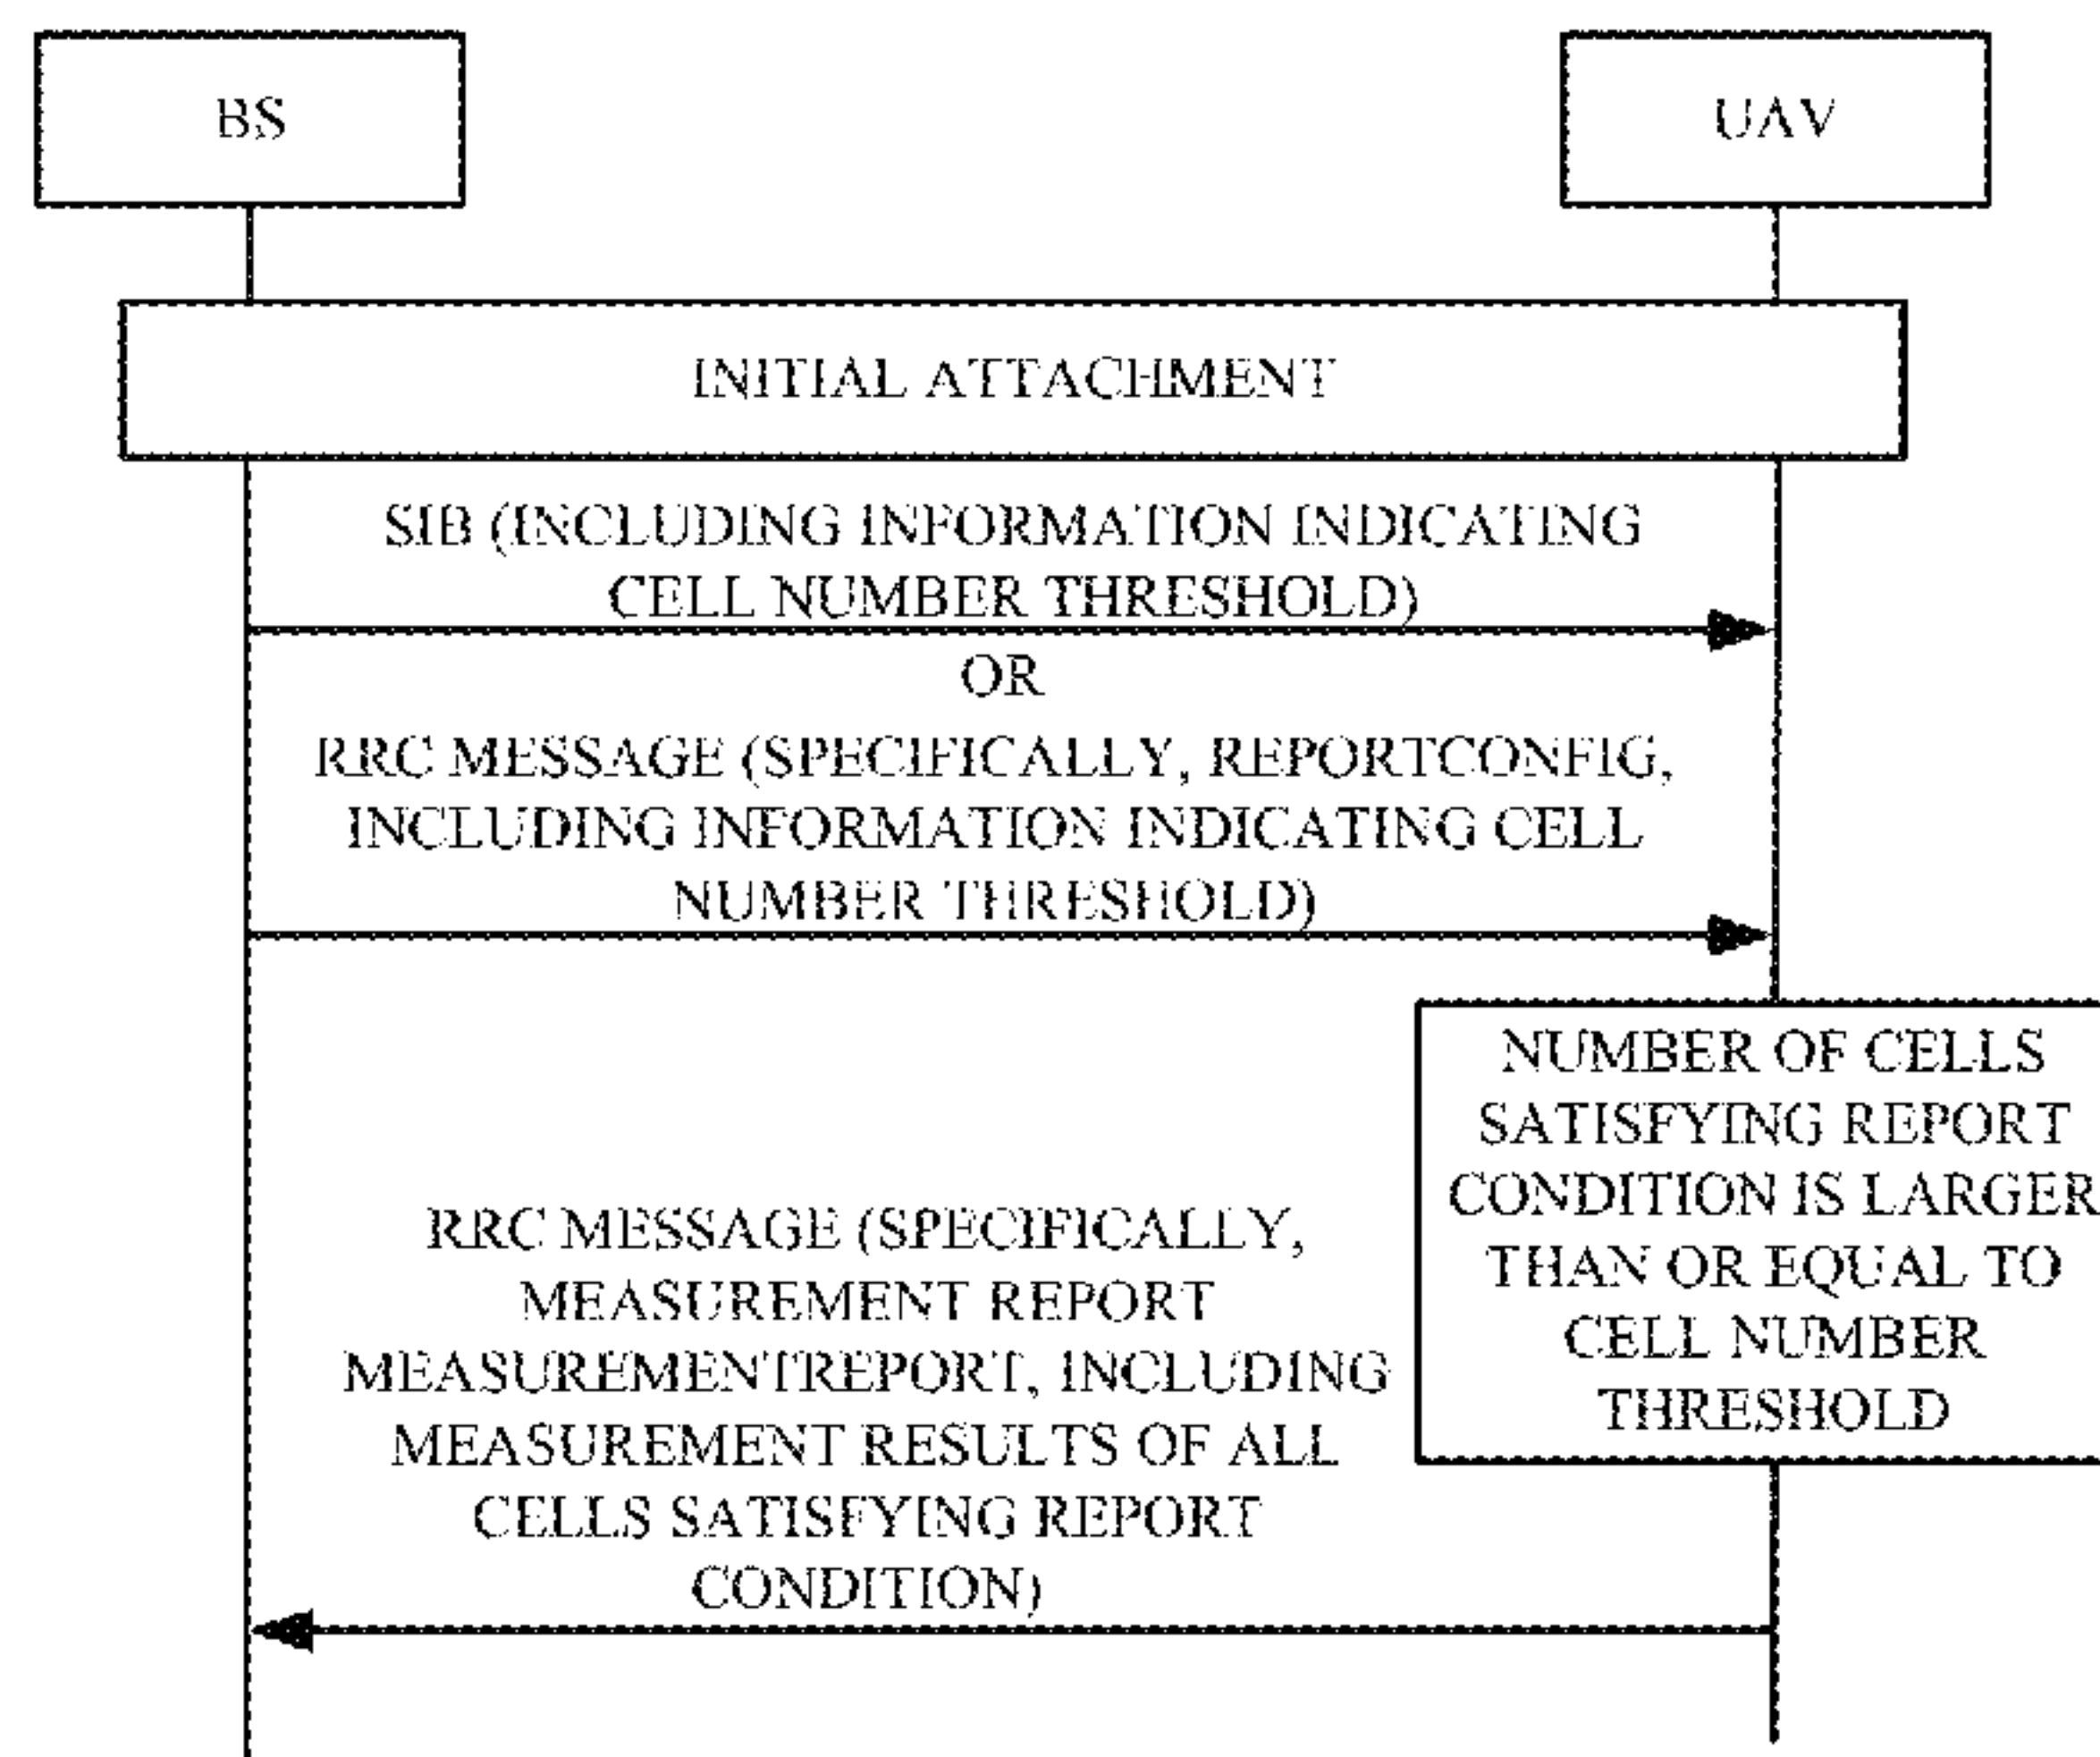 BS
UAV
INITIAL ATTACHMENT
SIB (INCLUDING INFORMATION INDICATING
CELL NUMBER THRESHOLD)
OR
RRC MESSAGE (SPECIFICALLY, REPORTCONFIG,
INCLUDING INFORMATION INDICATING CELL
NUMBER THRESHOLD)
NUMBER OF CELLS
SATISFYING REPORT
CONDITION IS LARGER
THAN OR EQUAL TO
CELL NUMBER
THRESHOLD
RRC MESSAGE (SPECIFICALLY,
MEASUREMENT REPORT
MEASUREMENTREPORT, INCLUDING
MEASUREMENT RESULTS OF ALL
CELLS SATISFYING REPORT
CONDITION)